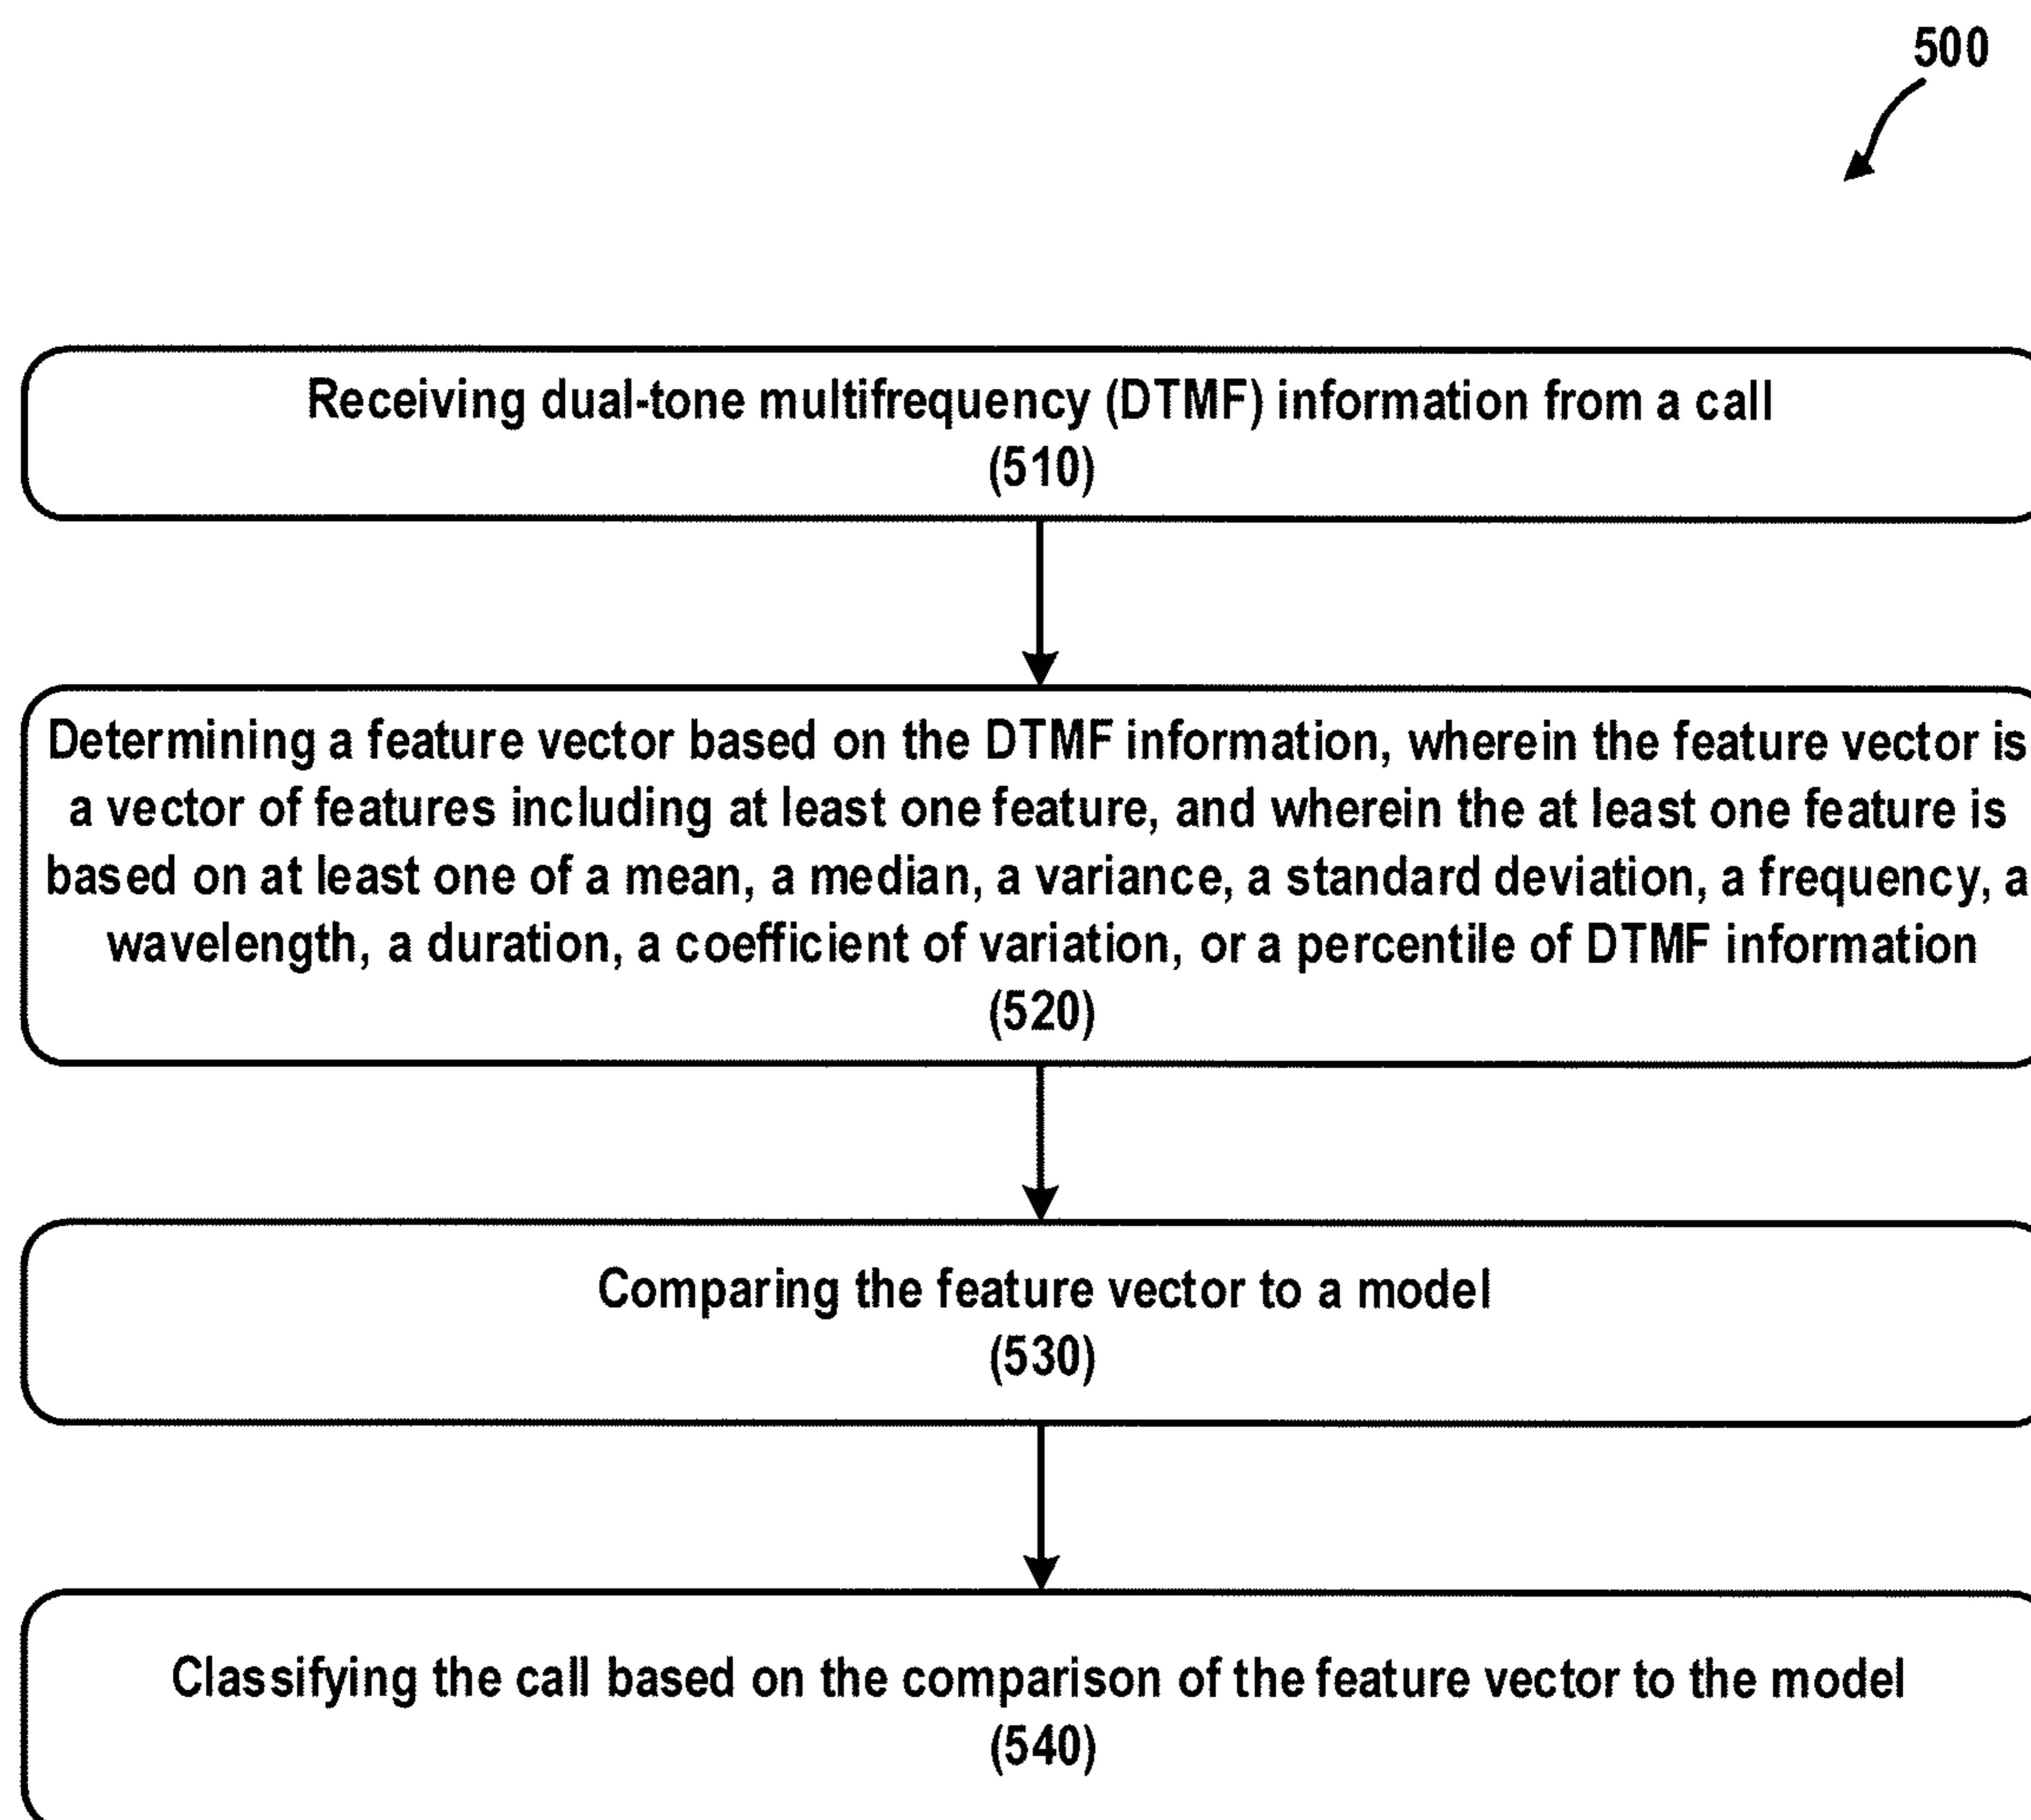 500
Receiving dual-tone multifrequency (DTMF) information from a call
(510)
Determining a feature vector based on the DTMF information, wherein the feature vector is
a vector of features including at least one feature, and wherein the at least one feature is
based on at least one of a mean, a median, a variance, a standard deviation, a frequency, a
wavelength, a duration, a coefficient of variation, or a percentile of DTMF information
(520)
Comparing the feature vector to a model
(530)
Classifying the call based on the comparison of the feature vector to the model
(540)